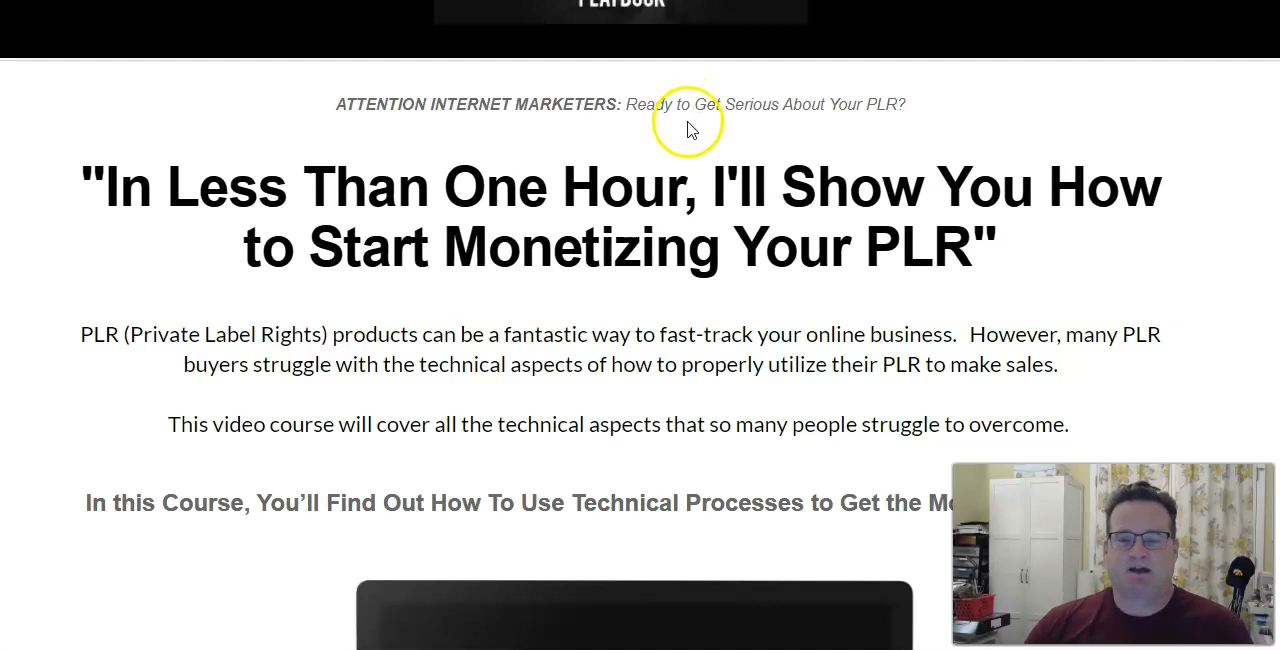 PLAYBOOK
ATTENTION INTERNET MARKETERS: Ready to Get Serious About Your PLR?
"In Less Than One Hour, I'll Show You How
to Start Monetizing Your PLR"
PLR (Private Label Rights) products can be a fantastic way to fast-track your online business. However, many PLR
buyers struggle with the technical aspects of how to properly utilize their PLR to make sales.
This video course will cover all the technical aspects that so many people struggle to overcome.
In this Course, You’ll Find Out How To Use Technical Processes to Get the